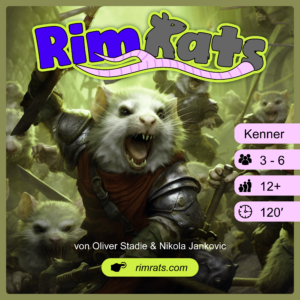 RimRats
Kenner
3 - 6
12+
120'
von Oliver Stadie & Nikola Jankovic
rimrats.com